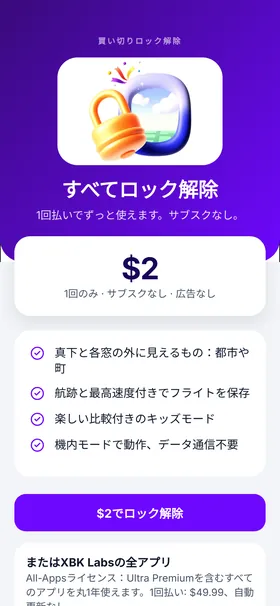 買い切りロック解除
すべてロック解除
1回払いでずっと使えます。サブスクなし。
$2
1回のみ · サブスクなし · 広告なし
真下と各窓の外に見えるもの：都市や
町
航跡と最高速度付きでフライトを保存
楽しい比較付きのキッズモード
機内モードで動作、データ通信不要
$2でロック解除
またはXBK Labsの全アプリ
All-Appsライセンス：Ultra Premiumを含むすべて
のアプリを丸1年使えます。1回払い: $49.99、自動
更新なし